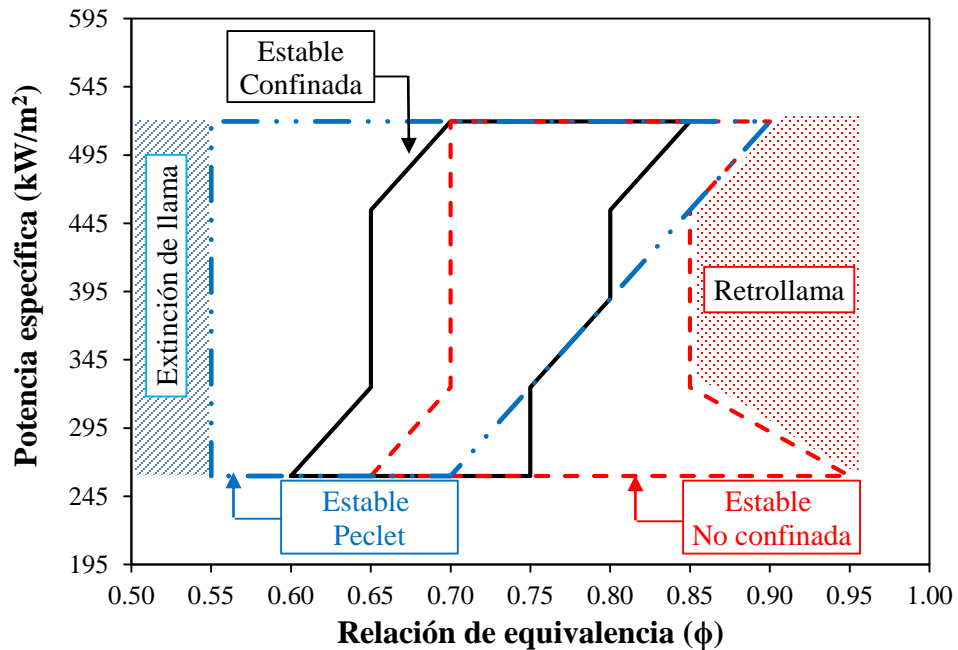 Potencia específica (kW/m²)
595
545
495
445
395
345
295
245
195
Estable
Confinada
Extinción de llama
Retrollama
Estable
Peclet
Estable
No confinada
0.50 0.55 0.60 0.65 0.70 0.75 0.80 0.85 0.90 0.95 1.00
Relación de equivalencia (ϕ)